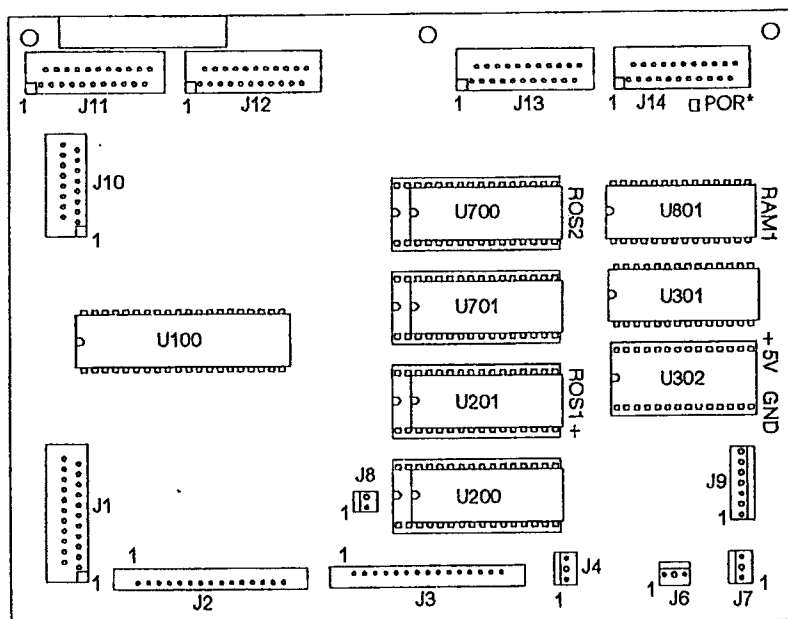 1 J11 1 J12 1 J13 1 J14 POR*
J10
1
U700 ROS2 U801 RAM1
U701 U301
U100
+5V
U302
GND
U201 ROS1+
J1
1
J8
1
U200
J9
1
1 J2
1 J3
J4
1
1 J6
J7 1